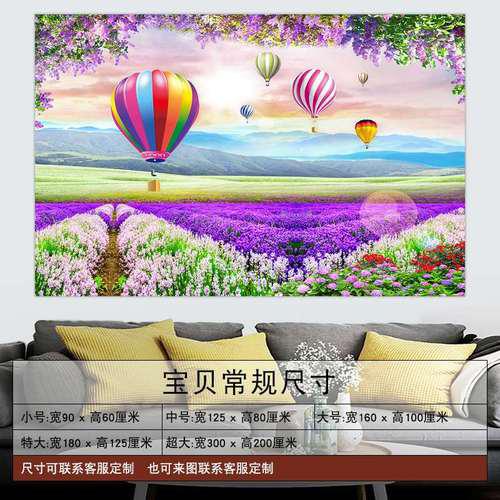 宝贝常规尺寸
小号:宽90 x 高60厘米 中号:宽125 x 高80厘米 大号:宽160 x 高100厘米
特大:宽180 x 高125厘米 超大:宽300 x 高200厘米
尺寸可联系客服定制 也可来图联系客服定制